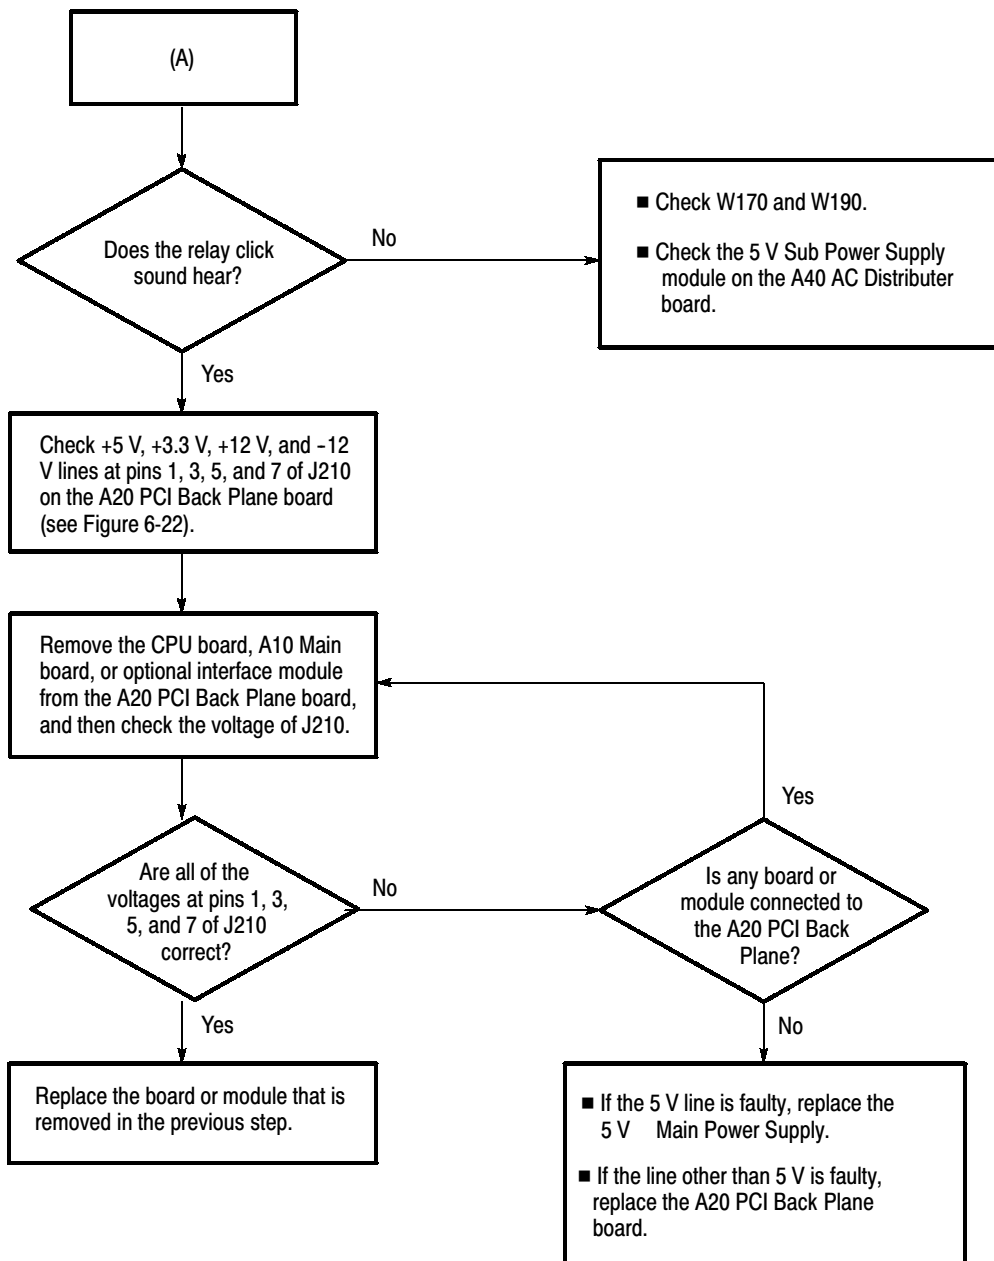 (A)
Does the relay click
sound hear?
No
■ Check W170 and W190.
■ Check the 5 V Sub Power Supply
module on the A40 AC Distributer
board.
Yes
Check +5 V, +3.3 V, +12 V, and -12
V lines at pins 1, 3, 5, and 7 of J210
on the A20 PCI Back Plane board
(see Figure 6-22).
Remove the CPU board, A10 Main
board, or optional interface module
from the A20 PCI Back Plane board,
and then check the voltage of J210.
Are all of the
voltages at pins 1, 3,
5, and 7 of J210
correct?
No
Yes
Is any board or
module connected to
the A20 PCI Back
Plane?
Yes
Replace the board or module that is
removed in the previous step.
No
■ If the 5 V line is faulty, replace the
5 V Main Power Supply.
■ If the line other than 5 V is faulty,
replace the A20 PCI Back Plane
board.